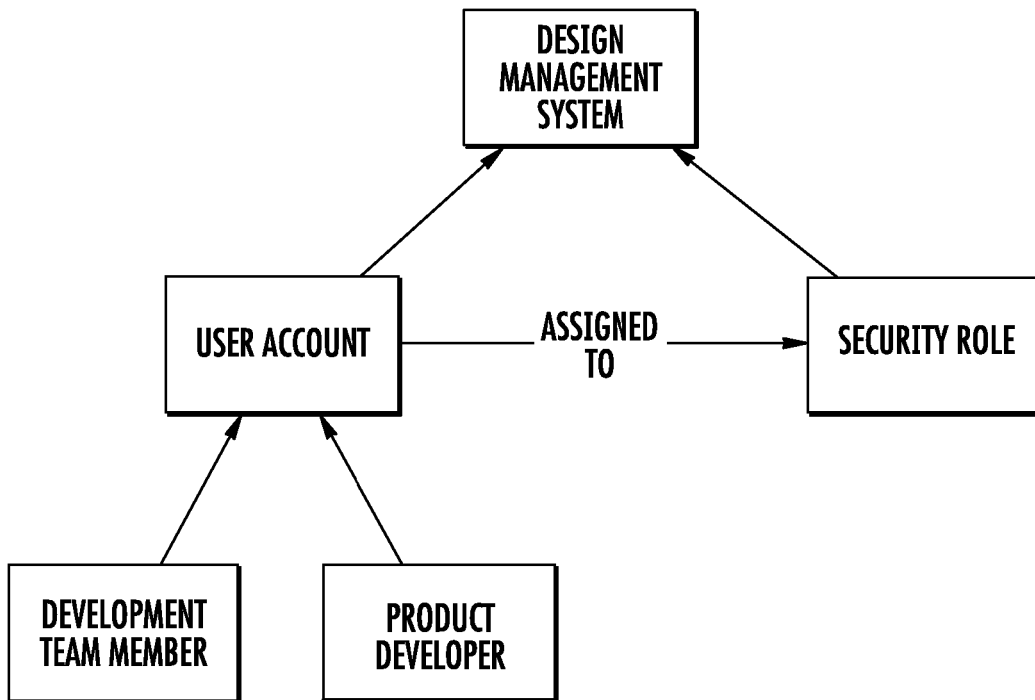 DESIGN
MANAGEMENT
SYSTEM
USER ACCOUNT
ASSIGNED
TO
SECURITY ROLE
DEVELOPMENT
TEAM MEMBER
PRODUCT
DEVELOPER